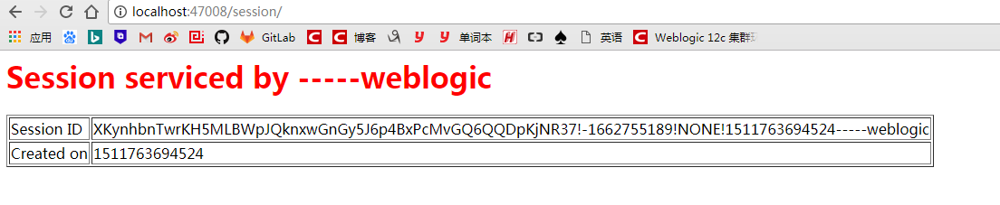 localhost:47008/session/
应用 GitLab 博客 单词本 英语 Weblogic 12c 集群
Session serviced by -----weblogic
Session ID XKynhbnTwrKH5MLBWpJQknxwGnGy5J6p4BxPcMvGQ6QQDpKjNR37!-1662755189!NONE!1511763694524-----weblogic
Created on 1511763694524